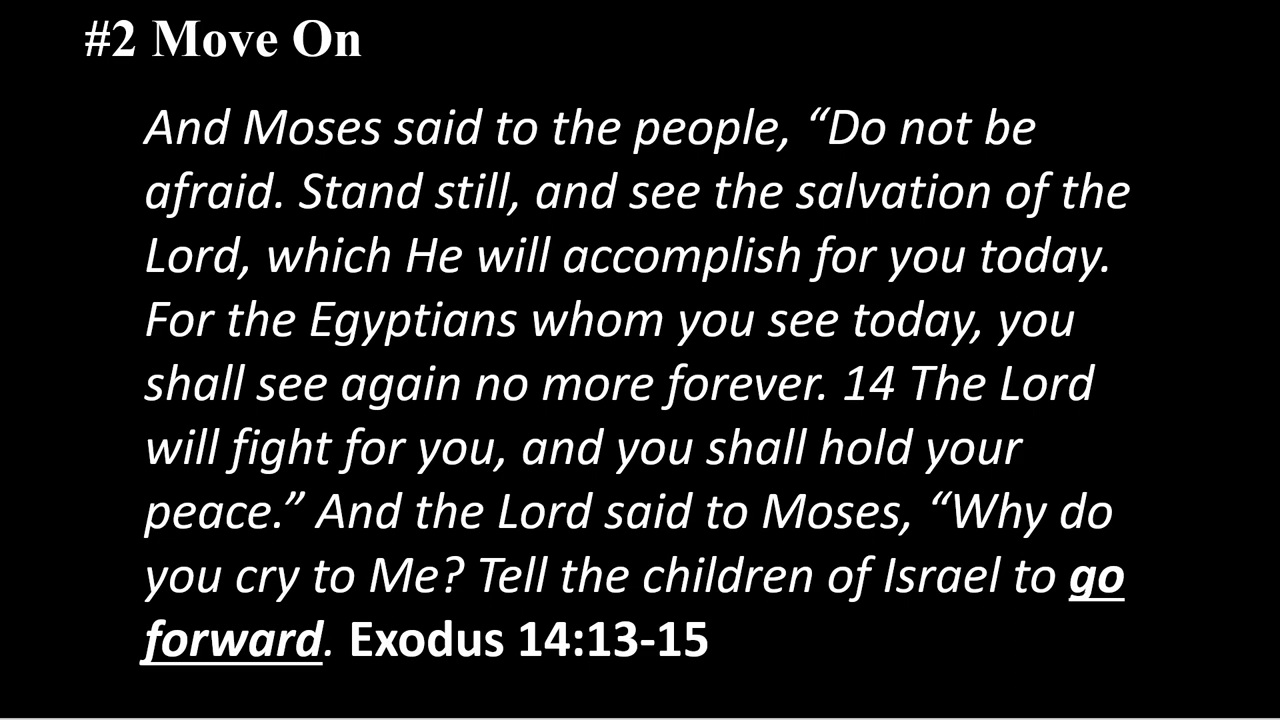 #2 Move On
And Moses said to the people, “Do not be
afraid. Stand still, and see the salvation of the
Lord, which He will accomplish for you today.
For the Egyptians whom you see today, you
shall see again no more forever. 14 The Lord
will fight for you, and you shall hold your
peace.” And the Lord said to Moses, “Why do
you cry to Me? Tell the children of Israel to go
forward. Exodus 14:13-15